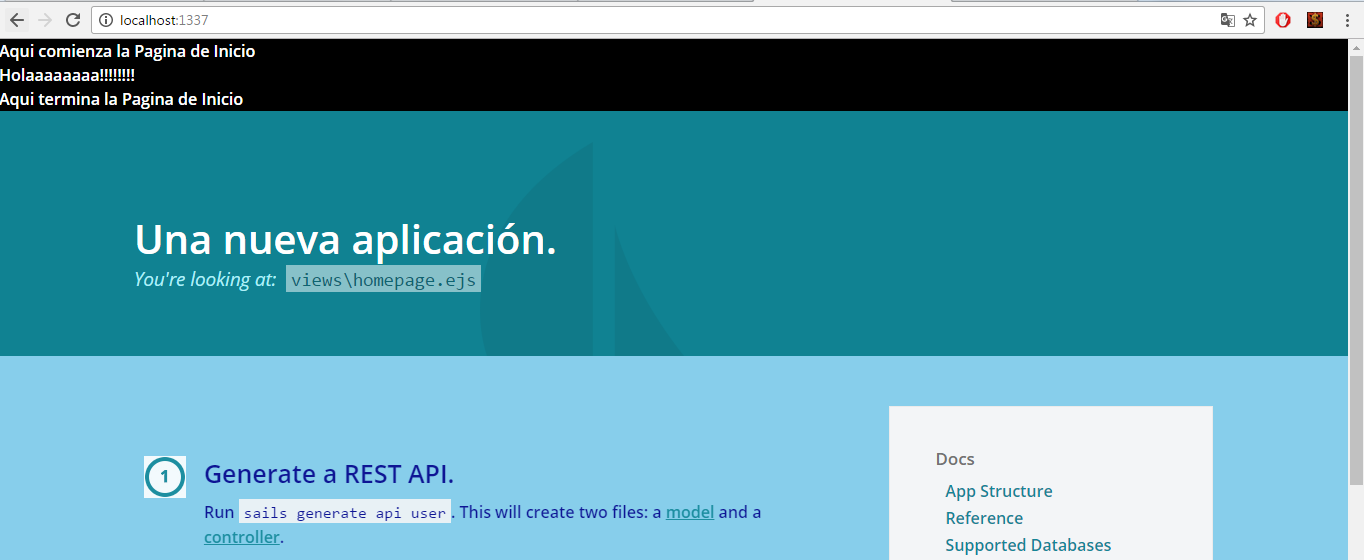 localhost:1337
Aqui comienza la Pagina de Inicio
Holaaaaaaaa!!!!!!!!
Aqui termina la Pagina de Inicio
Una nueva aplicación.
You're looking at: views\homepage.ejs
1
Generate a REST API.
Run sails generate api user. This will create two files: a model and a
controller.
Docs
App Structure
Reference
Supported Databases